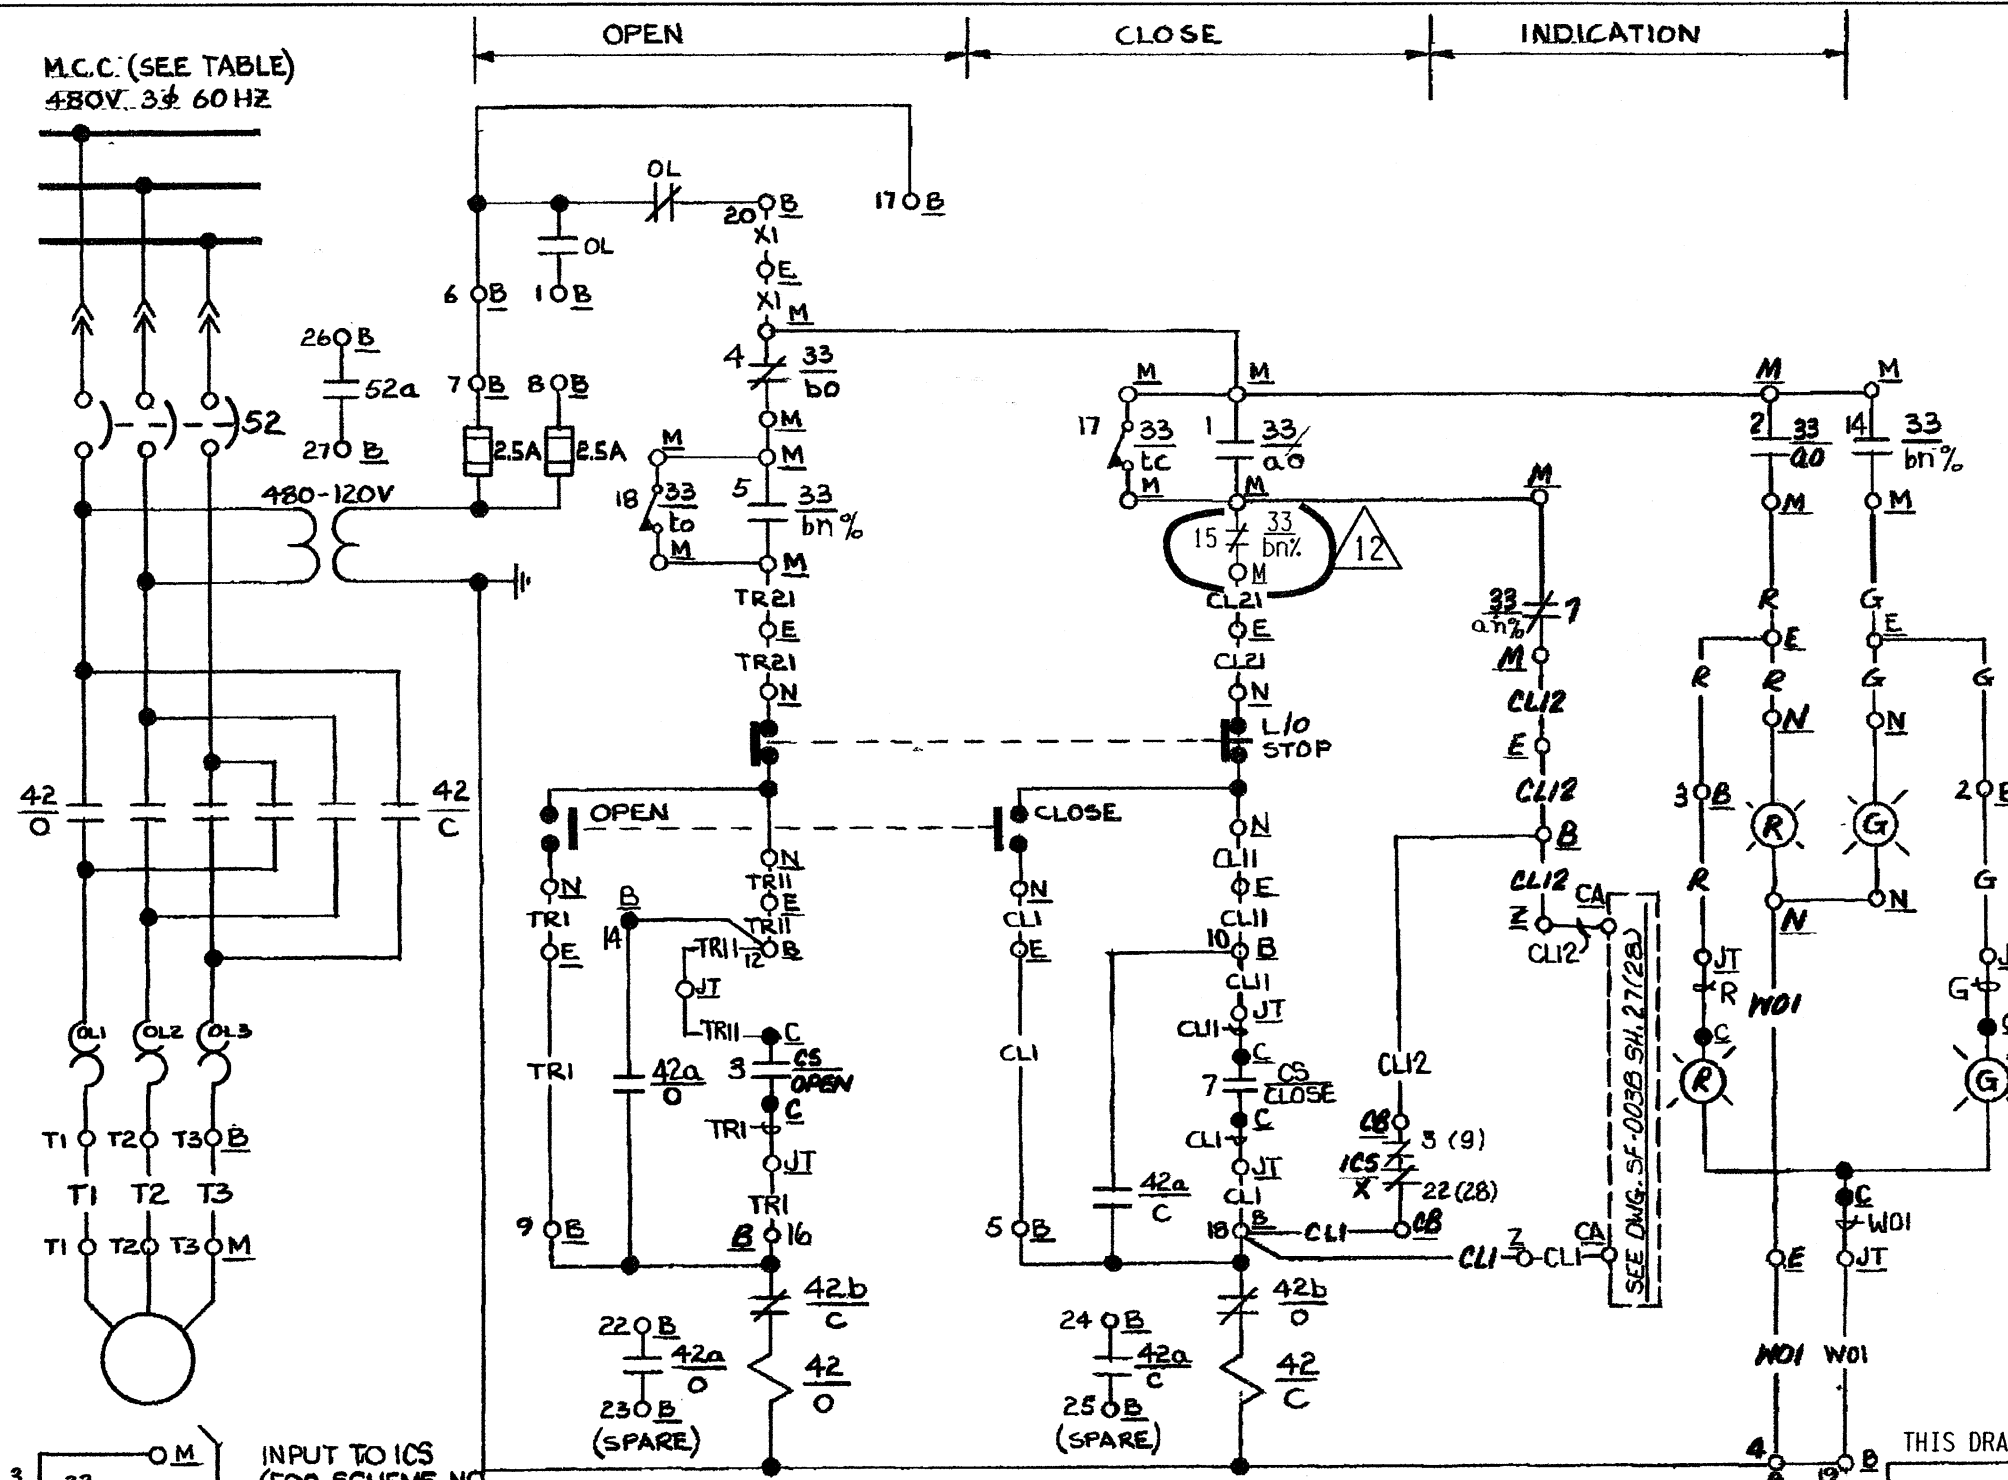 OPEN
CLOSE
INDICATION
M.C.C. (SEE TABLE)
480V 3ϕ 60 HZ
OL
20 B
17 B
X1
OL
E
6 B
1 B
X1
M
26 B
52a
27 B
4 33
bo
7 B
8 B
M
M
M
M
M
52
2.5A
2.5A
M
M
17 33
tc
1 33
ao
2 33
ao
14 33
bn%
480-120V
18 33
to
5 33
bn%
M
M
M
M
M
M
M
15 33
bn%
12
M
TR21
CL21
33
an% 7
R
G
E
E
E
E
TR21
CL21
M
R
R
G
G
N
N
CL12
N
N
L/O
STOP
E
42
O
42
C
OPEN
CLOSE
CL12
3 B
2 B
N
B
R
G
N
CL11
TR11
N
N
E
E
CL12
CA
R
G
N
N
TR1
B
TR11
CL1
CL11
Z
14
E
TR11 12 B
E
10 B
CL12
JT
CL11
JT
R
G
W01
OL1
OL2
OL3
TR11
C
CL11
JT
C
TR1
42a
O
3 CS
OPEN
CL1
C
7 CS
CLOSE
CL12
R
G
C
C
T1
T2
T3 B
TR1
CL1
CB 3 (9)
JT
JT
1CS
X
22 (28)
SEE DWG. SF-003B SH. 27(28)
T1
T2
T3
TR1
42a
C
CL1
C
W01
9 B
B 16
5 B
18 B
CL1
CB
T1
T2
T3 M
CL1
Z
CL1
CA
E
JT
42b
C
42b
O
22 B
42a
O
23 B
(SPARE)
42
O
24 B
42a
C
25 B
(SPARE)
42
C
W01
W01
M
INPUT TO ICS
4
19 B
THIS DRA